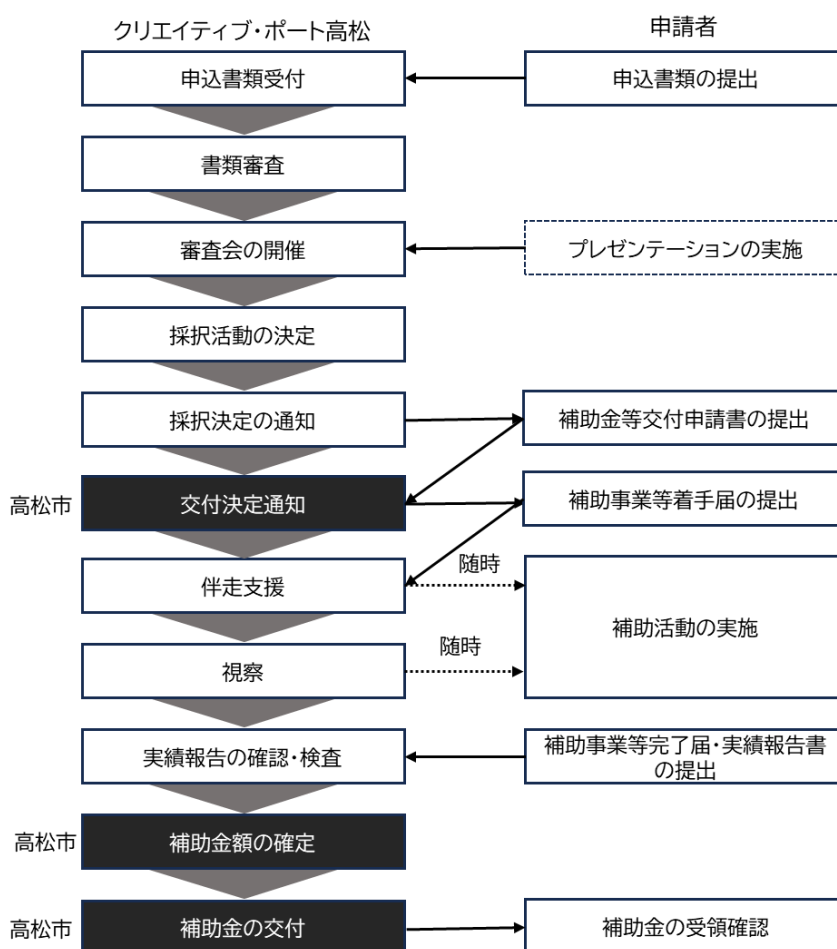 クリエイティブ・ポート高松
申請者
申込書類受付
申込書類の提出
書類審査
審査会の開催
プレゼンテーションの実施
採択活動の決定
採択決定の通知
補助金等交付申請書の提出
高松市
交付決定通知
補助事業等着手届の提出
伴走支援
随時
補助活動の実施
視察
随時
実績報告の確認・検査
補助事業等完了届・実績報告書
の提出
高松市
補助金額の確定
高松市
補助金の交付
補助金の受領確認